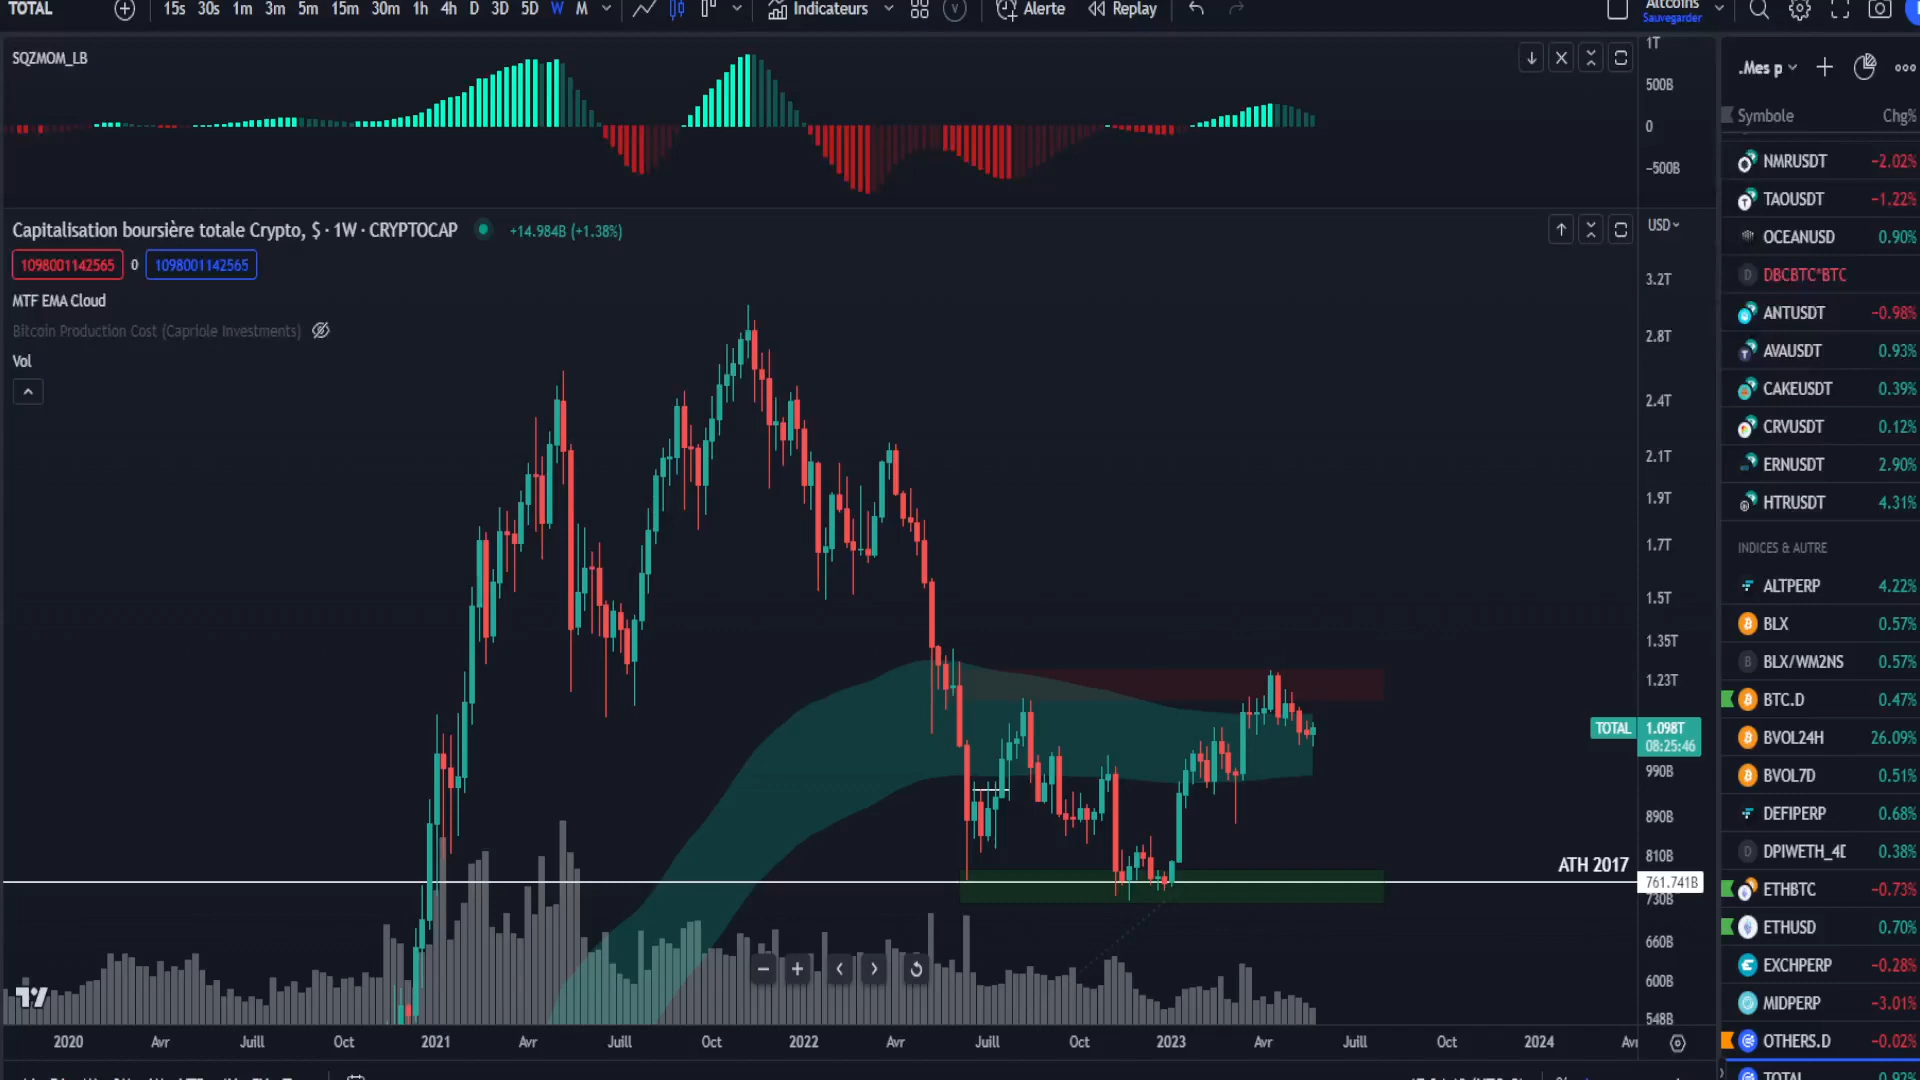 TOTAL 15s 30s 1m 3m 5m 15m 30m 1h 4h D 3D 5D W M Indicateurs V Alerte Replay Altcoins
Sauvegarder
SQZMOM_LB
1T
500B
0
−500B
Capitalisation boursière totale Crypto, $ · 1W · CRYPTOCAP +14.984B (+1.38%)
USD
1098001142565 0 1098001142565
MTF EMA Cloud
Bitcoin Production Cost (Capriole Investments)
Vol
3.2T
2.8T
2.4T
2.1T
1.9T
1.7T
1.5T
1.35T
1.23T
TOTAL 1.098T
08:25:46
990B
890B
810B
ATH 2017
761.741B
730B
660B
600B
548B
2020 Avr Juill Oct 2021 Avr Juill Oct 2022 Avr Juill Oct 2023 Avr Juill Oct 2024
.Mes p
Symbole Chg%
NMRUSDT −2.02%
TAOUSDT −1.22%
OCEANUSD 0.90%
D DBCBTC*BTC
ANTUSDT −0.98%
AVAUSDT 0.93%
CAKEUSDT 0.39%
CRVUSDT 0.12%
ERNUSDT 2.90%
HTRUSDT 4.31%
INDICES & AUTRE
ALTPERP 4.22%
BLX 0.57%
B BLX/WM2NS 0.57%
BTC.D 0.47%
BVOL24H 26.09%
BVOL7D 0.51%
DEFIPERP 0.68%
D DPIWETH_4E 0.38%
ETHBTC −0.73%
ETHUSD 0.70%
EXCHPERP −0.28%
MIDPERP −3.01%
OTHERS.D −0.02%
TOTAL 0.92%